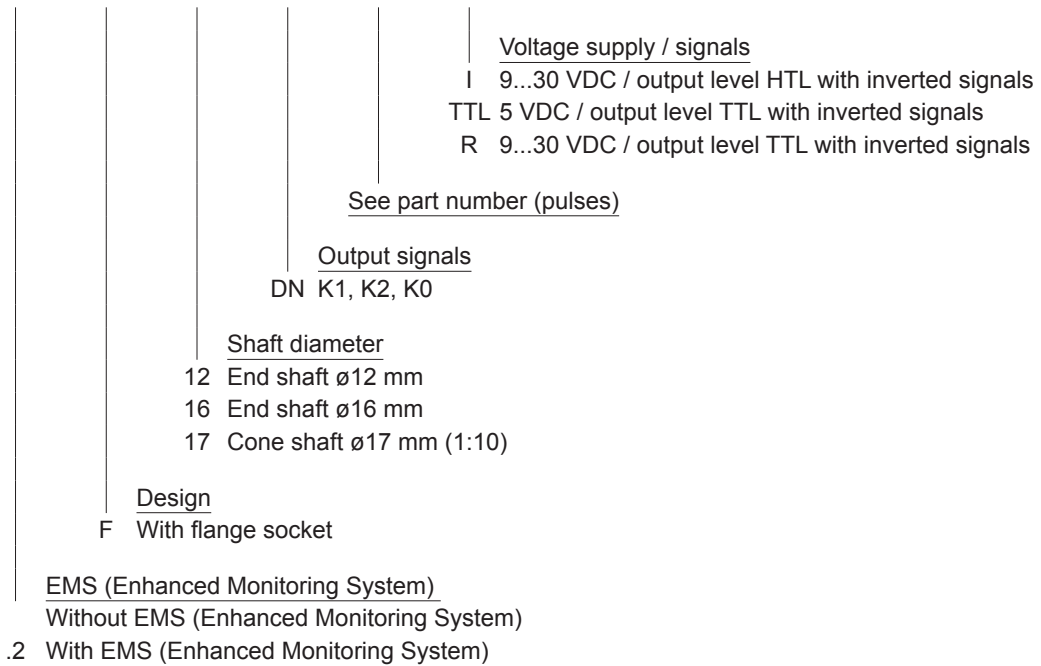 Voltage supply / signals
I 9...30 VDC / output level HTL with inverted signals
TTL 5 VDC / output level TTL with inverted signals
R 9...30 VDC / output level TTL with inverted signals
See part number (pulses)
Output signals
DN K1, K2, K0
Shaft diameter
12 End shaft ø12 mm
16 End shaft ø16 mm
17 Cone shaft ø17 mm (1:10)
Design
F With flange socket
EMS (Enhanced Monitoring System)
Without EMS (Enhanced Monitoring System)
.2 With EMS (Enhanced Monitoring System)